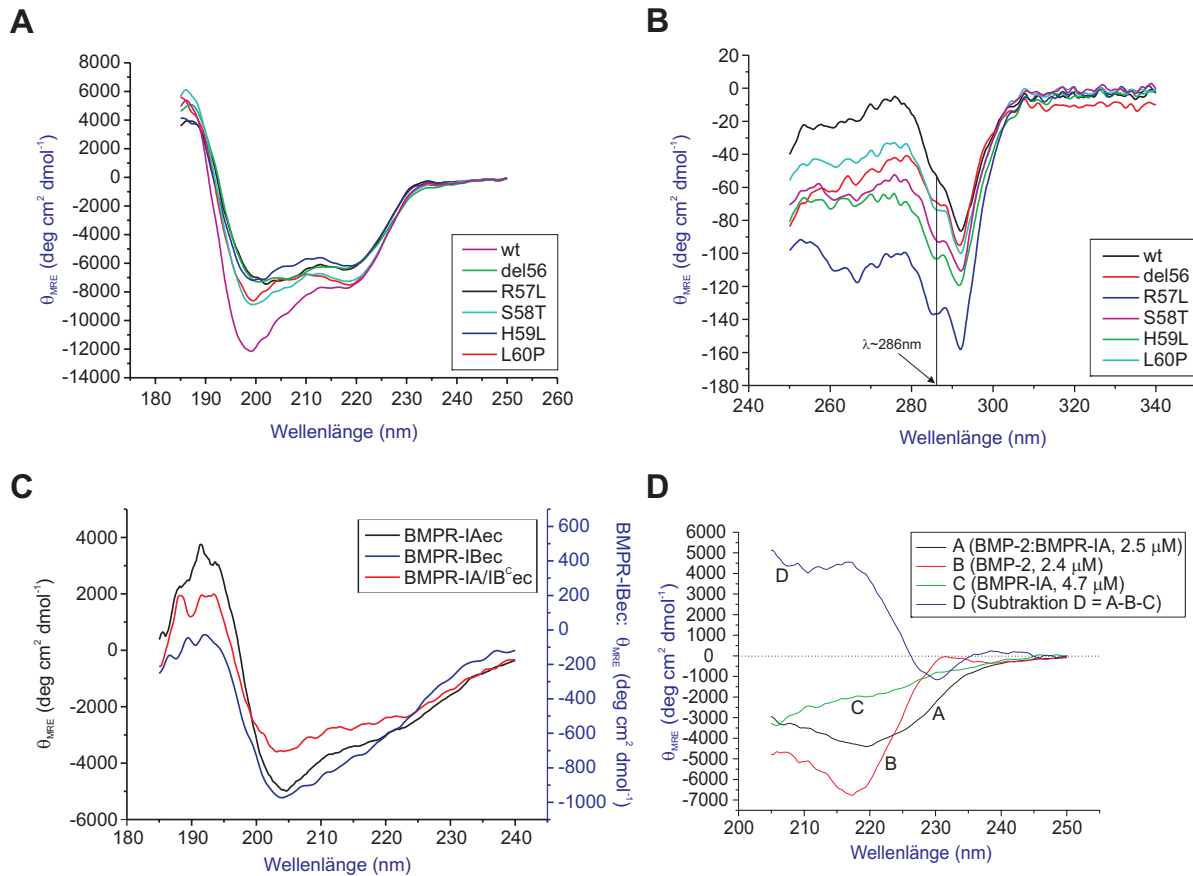 A
8000
6000
4000
2000
0
-2000
-4000
-6000
-8000
-10000
-12000
-14000
180 190 200 210 220 230 240 250 260
θMRE (deg cm² dmol⁻¹)
Wellenlänge (nm)
wt
del56
R57L
S58T
H59L
L60P
B
20
0
-20
-40
-60
-80
-100
-120
-140
-160
-180
240 260 280 300 320 340
θMRE (deg cm² dmol⁻¹)
Wellenlänge (nm)
λ~286nm
wt
del56
R57L
S58T
H59L
L60P
C
4000
2000
0
-2000
-4000
-6000
180 190 200 210 220 230 240
θMRE (deg cm² dmol⁻¹)
Wellenlänge (nm)
BMPR-IAec
BMPR-IBec
BMPR-IA/IBᶜec
600
400
200
0
-200
-400
-600
-800
-1000
BMPR-IBec: θMRE (deg cm² dmol⁻¹)
D
6000
5000
4000
3000
2000
1000
0
-1000
-2000
-3000
-4000
-5000
-6000
-7000
200 210 220 230 240 250
θMRE (deg cm² dmol⁻¹)
Wellenlänge (nm)
A (BMP-2:BMPR-IA, 2.5 μM)
B (BMP-2, 2.4 μM)
C (BMPR-IA, 4.7 μM)
D (Subtraktion D = A-B-C)
D
C
A
B